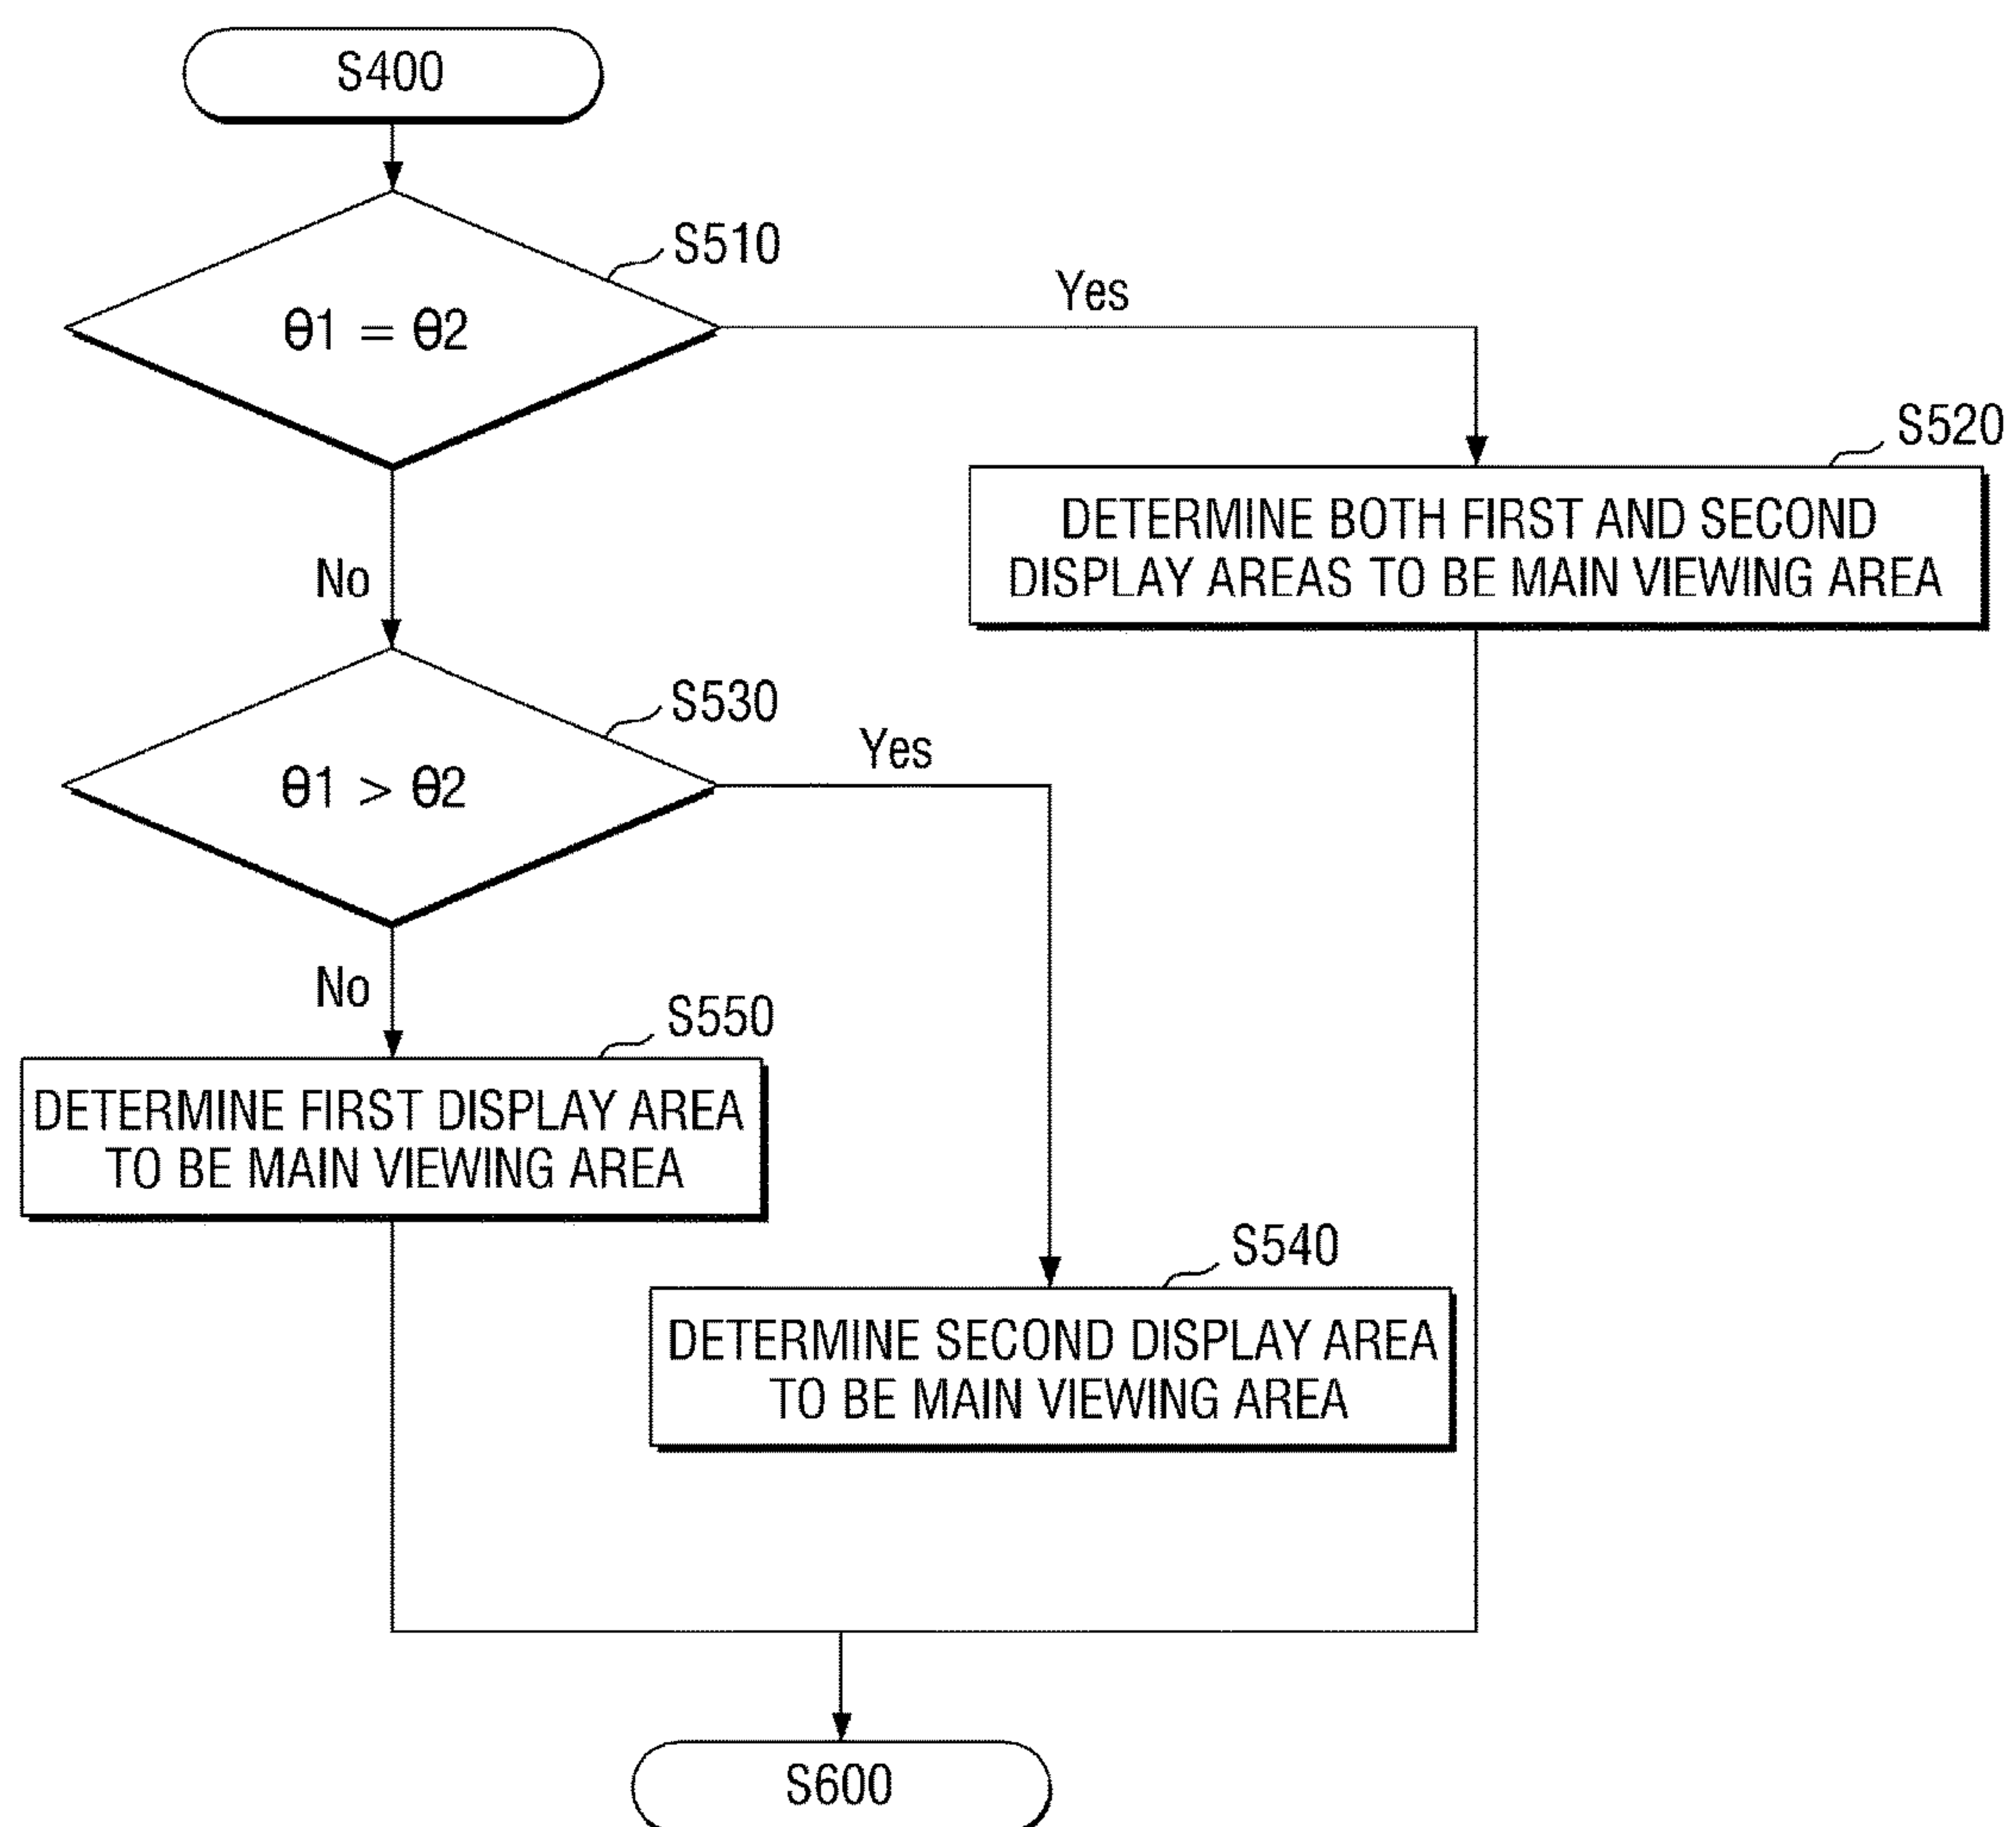 S400
S510
θ1 = θ2
Yes
S520
DETERMINE BOTH FIRST AND SECOND
DISPLAY AREAS TO BE MAIN VIEWING AREA
No
S530
θ1 > θ2
Yes
No
S550
DETERMINE FIRST DISPLAY AREA
TO BE MAIN VIEWING AREA
S540
DETERMINE SECOND DISPLAY AREA
TO BE MAIN VIEWING AREA
S600